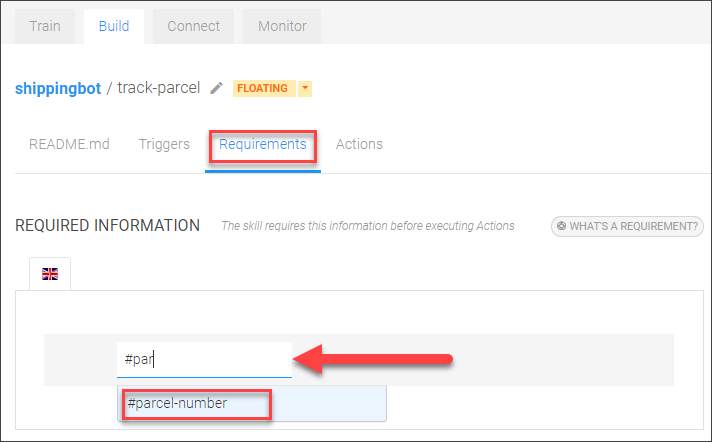 Train Build Connect Monitor
shippingbot / track-parcel FLOATING
README.md Triggers Requirements Actions
REQUIRED INFORMATION The skill requires this information before executing Actions WHAT'S A REQUIREMENT?
#par
#parcel-number